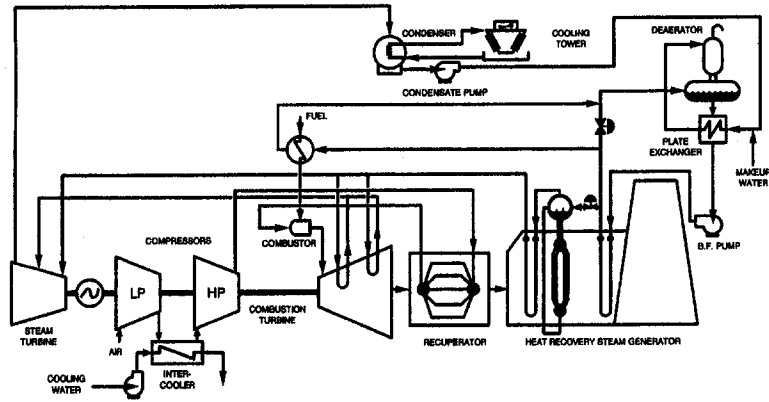 CONDENSER
COOLING
TOWER
DEAERATOR
CONDENSATE PUMP
FUEL
PLATE
EXCHANGER
MAKEUP
WATER
COMPRESSORS
COMBUSTOR
B.F. PUMP
LP
HP
COMBUSTION
TURBINE
STEAM
TURBINE
AIR
RECUPERATOR
HEAT RECOVERY STEAM GENERATOR
INTER-
COOLER
COOLING
WATER